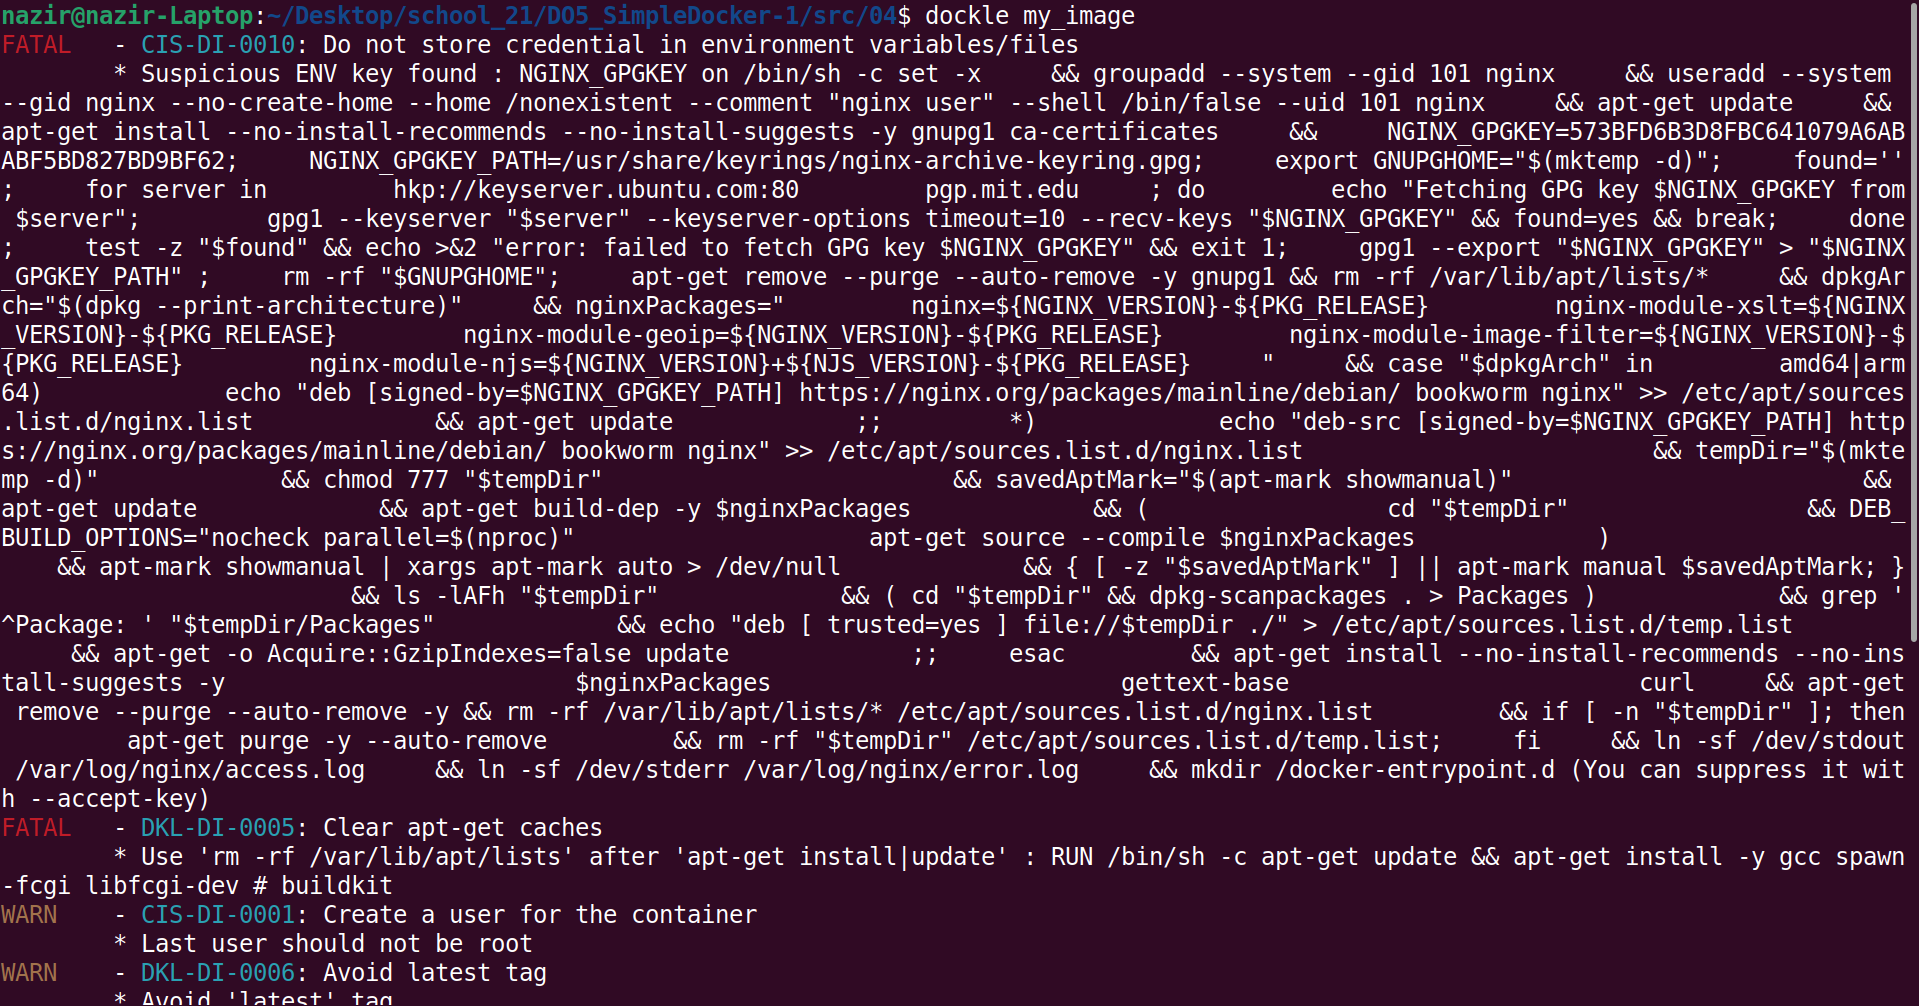 nazir@nazir-Laptop:~/Desktop/school_21/DO5_SimpleDocker-1/src/04$ dockle my_image
FATAL   - CIS-DI-0010: Do not store credential in environment variables/files
        * Suspicious ENV key found : NGINX_GPGKEY on /bin/sh -c set -x     && groupadd --system --gid 101 nginx     && useradd --system
--gid nginx --no-create-home --home /nonexistent --comment "nginx user" --shell /bin/false --uid 101 nginx     && apt-get update     &&
apt-get install --no-install-recommends --no-install-suggests -y gnupg1 ca-certificates     &&     NGINX_GPGKEY=573BFD6B3D8FBC641079A6AB
ABF5BD827BD9BF62;     NGINX_GPGKEY_PATH=/usr/share/keyrings/nginx-archive-keyring.gpg;     export GNUPGHOME="$(mktemp -d)";     found=''
;     for server in         hkp://keyserver.ubuntu.com:80         pgp.mit.edu     ; do         echo "Fetching GPG key $NGINX_GPGKEY from
 $server";         gpg1 --keyserver "$server" --keyserver-options timeout=10 --recv-keys "$NGINX_GPGKEY" && found=yes && break;     done
;     test -z "$found" && echo >&2 "error: failed to fetch GPG key $NGINX_GPGKEY" && exit 1;     gpg1 --export "$NGINX_GPGKEY" > "$NGINX
_GPGKEY_PATH" ;     rm -rf "$GNUPGHOME";     apt-get remove --purge --auto-remove -y gnupg1 && rm -rf /var/lib/apt/lists/*     && dpkgAr
ch="$(dpkg --print-architecture)"     && nginxPackages="         nginx=${NGINX_VERSION}-${PKG_RELEASE}         nginx-module-xslt=${NGINX
_VERSION}-${PKG_RELEASE}         nginx-module-geoip=${NGINX_VERSION}-${PKG_RELEASE}         nginx-module-image-filter=${NGINX_VERSION}-$
{PKG_RELEASE}         nginx-module-njs=${NGINX_VERSION}+${NJS_VERSION}-${PKG_RELEASE}     "     && case "$dpkgArch" in         amd64|arm
64)             echo "deb [signed-by=$NGINX_GPGKEY_PATH] https://nginx.org/packages/mainline/debian/ bookworm nginx" >> /etc/apt/sources
.list.d/nginx.list             && apt-get update             ;;         *)             echo "deb-src [signed-by=$NGINX_GPGKEY_PATH] http
s://nginx.org/packages/mainline/debian/ bookworm nginx" >> /etc/apt/sources.list.d/nginx.list                         && tempDir="$(mkte
mp -d)"             && chmod 777 "$tempDir"                         && savedAptMark="$(apt-mark showmanual)"                         &&
apt-get update             && apt-get build-dep -y $nginxPackages             && (                 cd "$tempDir"                 && DEB_
BUILD_OPTIONS="nocheck parallel=$(nproc)"                     apt-get source --compile $nginxPackages             )
    && apt-mark showmanual | xargs apt-mark auto > /dev/null             && { [ -z "$savedAptMark" ] || apt-mark manual $savedAptMark; }
                         && ls -lAFh "$tempDir"             && ( cd "$tempDir" && dpkg-scanpackages . > Packages )             && grep '
^Package: ' "$tempDir/Packages"             && echo "deb [ trusted=yes ] file://$tempDir ./" > /etc/apt/sources.list.d/temp.list
     && apt-get -o Acquire::GzipIndexes=false update             ;;     esac         && apt-get install --no-install-recommends --no-ins
tall-suggests -y                         $nginxPackages                         gettext-base                         curl     && apt-get
 remove --purge --auto-remove -y && rm -rf /var/lib/apt/lists/* /etc/apt/sources.list.d/nginx.list         && if [ -n "$tempDir" ]; then
         apt-get purge -y --auto-remove         && rm -rf "$tempDir" /etc/apt/sources.list.d/temp.list;     fi     && ln -sf /dev/stdout
 /var/log/nginx/access.log     && ln -sf /dev/stderr /var/log/nginx/error.log     && mkdir /docker-entrypoint.d (You can suppress it wit
h --accept-key)
FATAL   - DKL-DI-0005: Clear apt-get caches
        * Use 'rm -rf /var/lib/apt/lists' after 'apt-get install|update' : RUN /bin/sh -c apt-get update && apt-get install -y gcc spawn
-fcgi libfcgi-dev # buildkit
WARN    - CIS-DI-0001: Create a user for the container
        * Last user should not be root
WARN    - DKL-DI-0006: Avoid latest tag
        * Avoid 'latest' tag